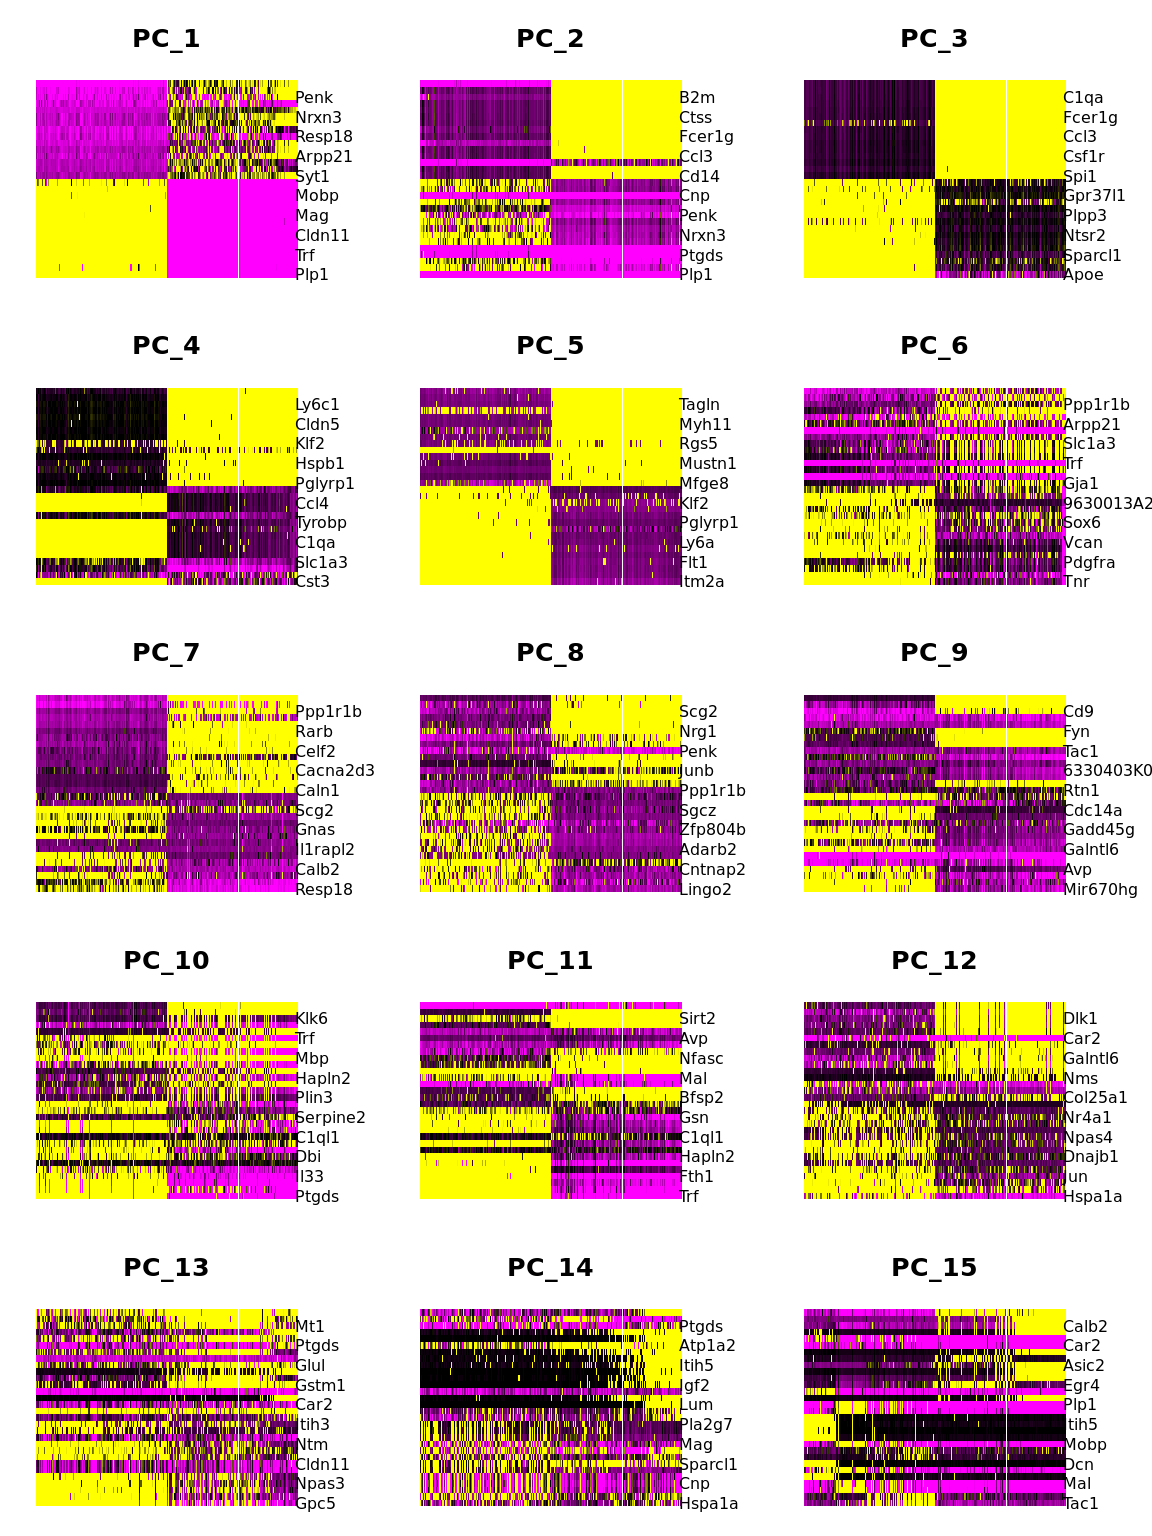 PC_1
Penk
Nrxn3
Resp18
Arpp21
Syt1
Mobp
Mag
Cldn11
Trf
Plp1
PC_2
B2m
Ctss
Fcer1g
Ccl3
Cd14
Cnp
Penk
Nrxn3
Ptgds
Plp1
PC_3
C1qa
Fcer1g
Ccl3
Csf1r
Spi1
Gpr37l1
Plpp3
Ntsr2
Sparcl1
Apoe
PC_4
Ly6c1
Cldn5
Klf2
Hspb1
Pglyrp1
Ccl4
Tyrobp
C1qa
Slc1a3
Cst3
PC_5
Tagln
Myh11
Rgs5
Mustn1
Mfge8
Klf2
Pglyrp1
Ly6a
Flt1
Itm2a
PC_6
Ppp1r1b
Arpp21
Slc1a3
Trf
Gja1
9630013A2
Sox6
Vcan
Pdgfra
Tnr
PC_7
Ppp1r1b
Rarb
Celf2
Cacna2d3
Caln1
Scg2
Gnas
Il1rapl2
Calb2
Resp18
PC_8
Scg2
Nrg1
Penk
Junb
Ppp1r1b
Sgcz
Zfp804b
Adarb2
Cntnap2
Lingo2
PC_9
Cd9
Fyn
Tac1
6330403K0
Rtn1
Cdc14a
Gadd45g
Galntl6
Avp
Mir670hg
PC_10
Klk6
Trf
Mbp
Hapln2
Plin3
Serpine2
C1ql1
Dbi
Il33
Ptgds
PC_11
Sirt2
Avp
Nfasc
Mal
Bfsp2
Gsn
C1ql1
Hapln2
Fth1
Trf
PC_12
Dlk1
Car2
Galntl6
Nms
Col25a1
Nr4a1
Npas4
Dnajb1
Jun
Hspa1a
PC_13
Mt1
Ptgds
Glul
Gstm1
Car2
Itih3
Ntm
Cldn11
Npas3
Gpc5
PC_14
Ptgds
Atp1a2
Itih5
Igf2
Lum
Pla2g7
Mag
Sparcl1
Cnp
Hspa1a
PC_15
Calb2
Car2
Asic2
Egr4
Plp1
Itih5
Mobp
Dcn
Mal
Tac1